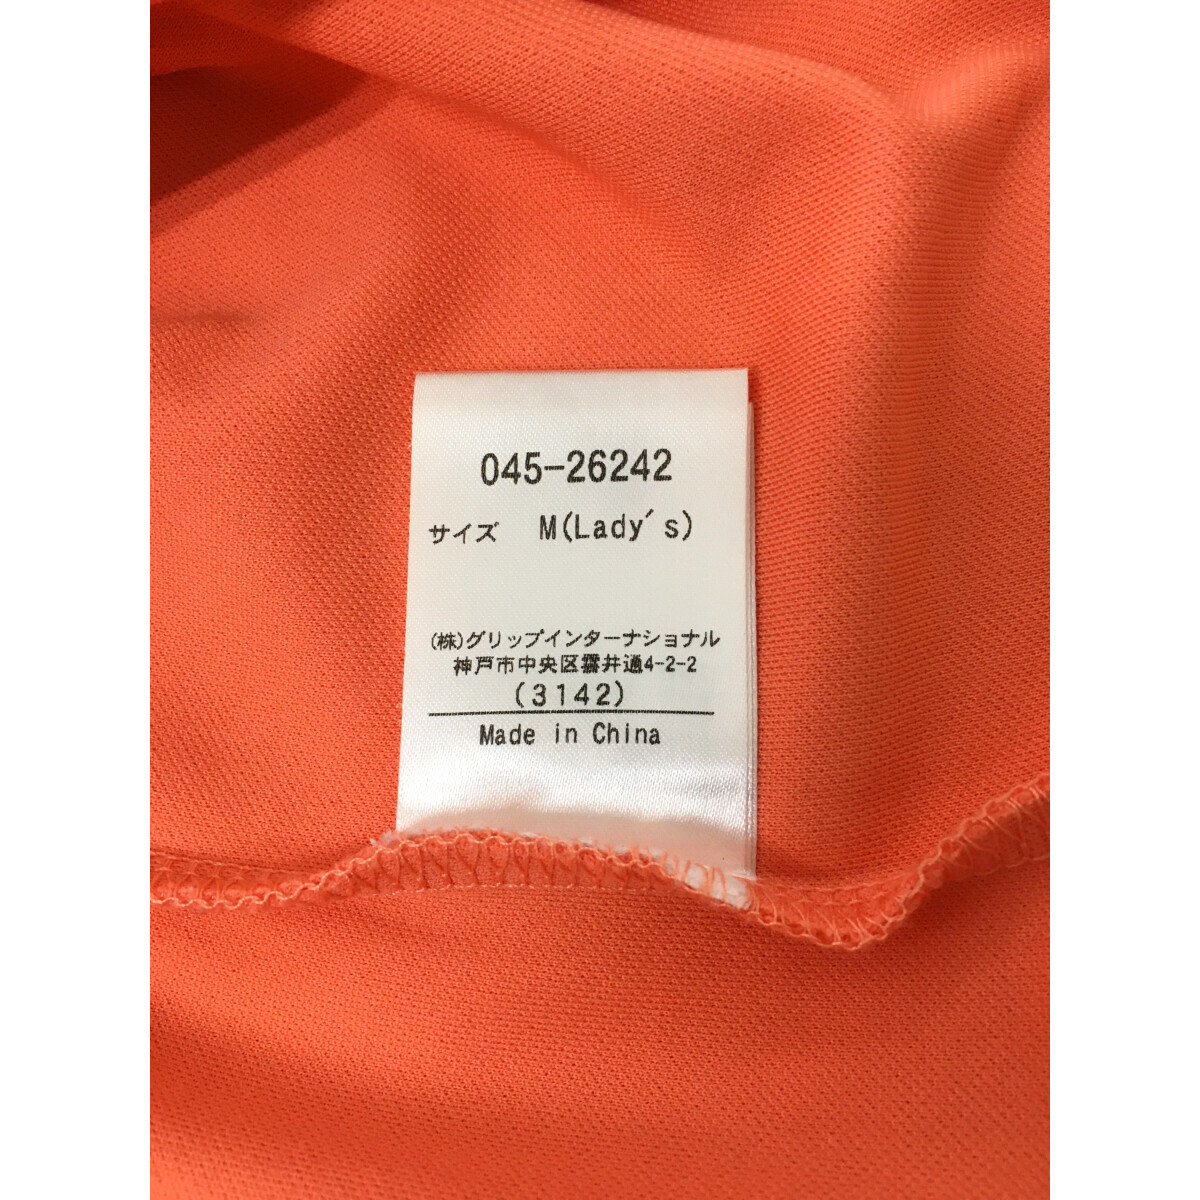 045-26242
サイズ M(Lady's)
(株)グリップインターナショナル
神戸市中央区雲井通4-2-2
(3142)
Made in China